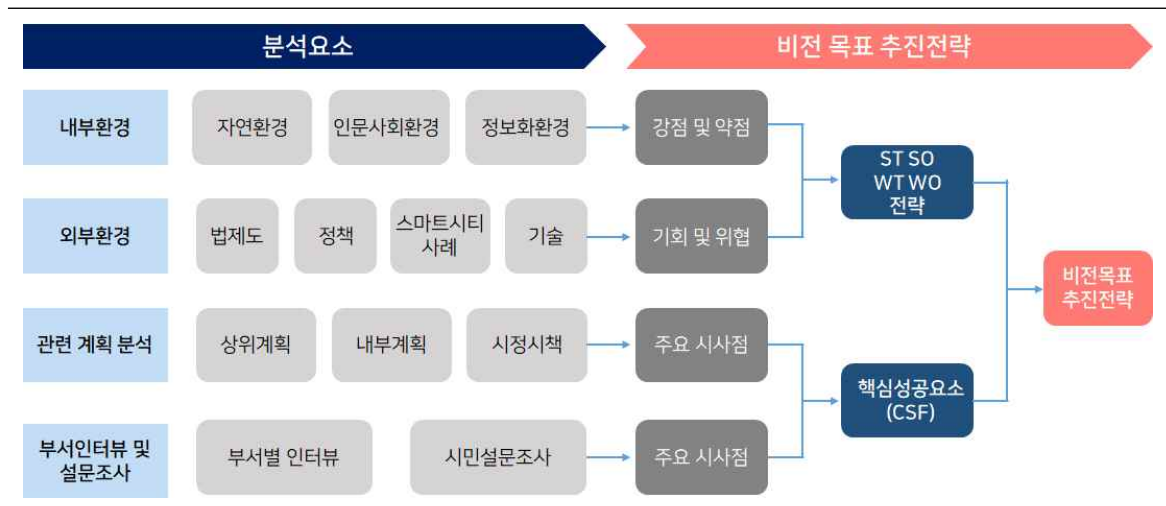 분석요소
비전 목표 추진전략
내부환경
자연환경
인문사회환경
정보화환경
강점 및 약점
ST SO
WT WO
전략
외부환경
법제도
정책
스마트시티
사례
기술
기회 및 위협
비전목표
추진전략
관련 계획 분석
상위계획
내부계획
시정시책
주요 시사점
핵심성공요소
(CSF)
부서인터뷰 및
설문조사
부서별 인터뷰
시민설문조사
주요 시사점